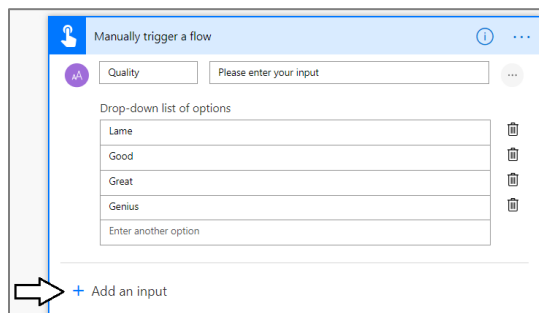 Manually trigger a flow
AA
Quality Please enter your input
Drop-down list of options
Lame
Good
Great
Genius
Enter another option
+ Add an input